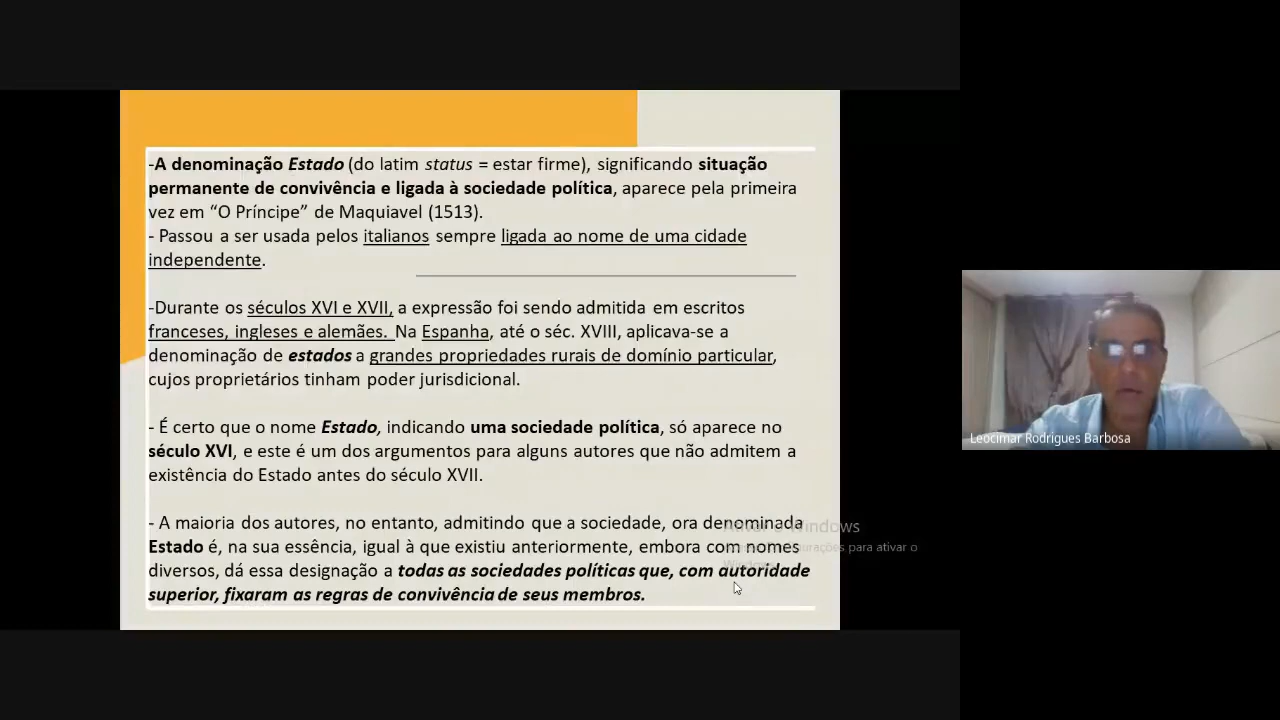 -A denominação Estado (do latim status = estar firme), significando situação
permanente de convivência e ligada à sociedade política, aparece pela primeira
vez em “O Príncipe” de Maquiavel (1513).
- Passou a ser usada pelos italianos sempre ligada ao nome de uma cidade
independente.
-Durante os séculos XVI e XVII, a expressão foi sendo admitida em escritos
franceses, ingleses e alemães. Na Espanha, até o séc. XVIII, aplicava-se a
denominação de estados a grandes propriedades rurais de domínio particular,
cujos proprietários tinham poder jurisdicional.
- É certo que o nome Estado, indicando uma sociedade política, só aparece no
século XVI, e este é um dos argumentos para alguns autores que não admitem a
existência do Estado antes do século XVII.
- A maioria dos autores, no entanto, admitindo que a sociedade, ora denominada
Estado é, na sua essência, igual à que existiu anteriormente, embora com nomes
diversos, dá essa designação a todas as sociedades políticas que, com autoridade
superior, fixaram as regras de convivência de seus membros.
Windows
para ativar o
Leocimar Rodrigues Barbosa